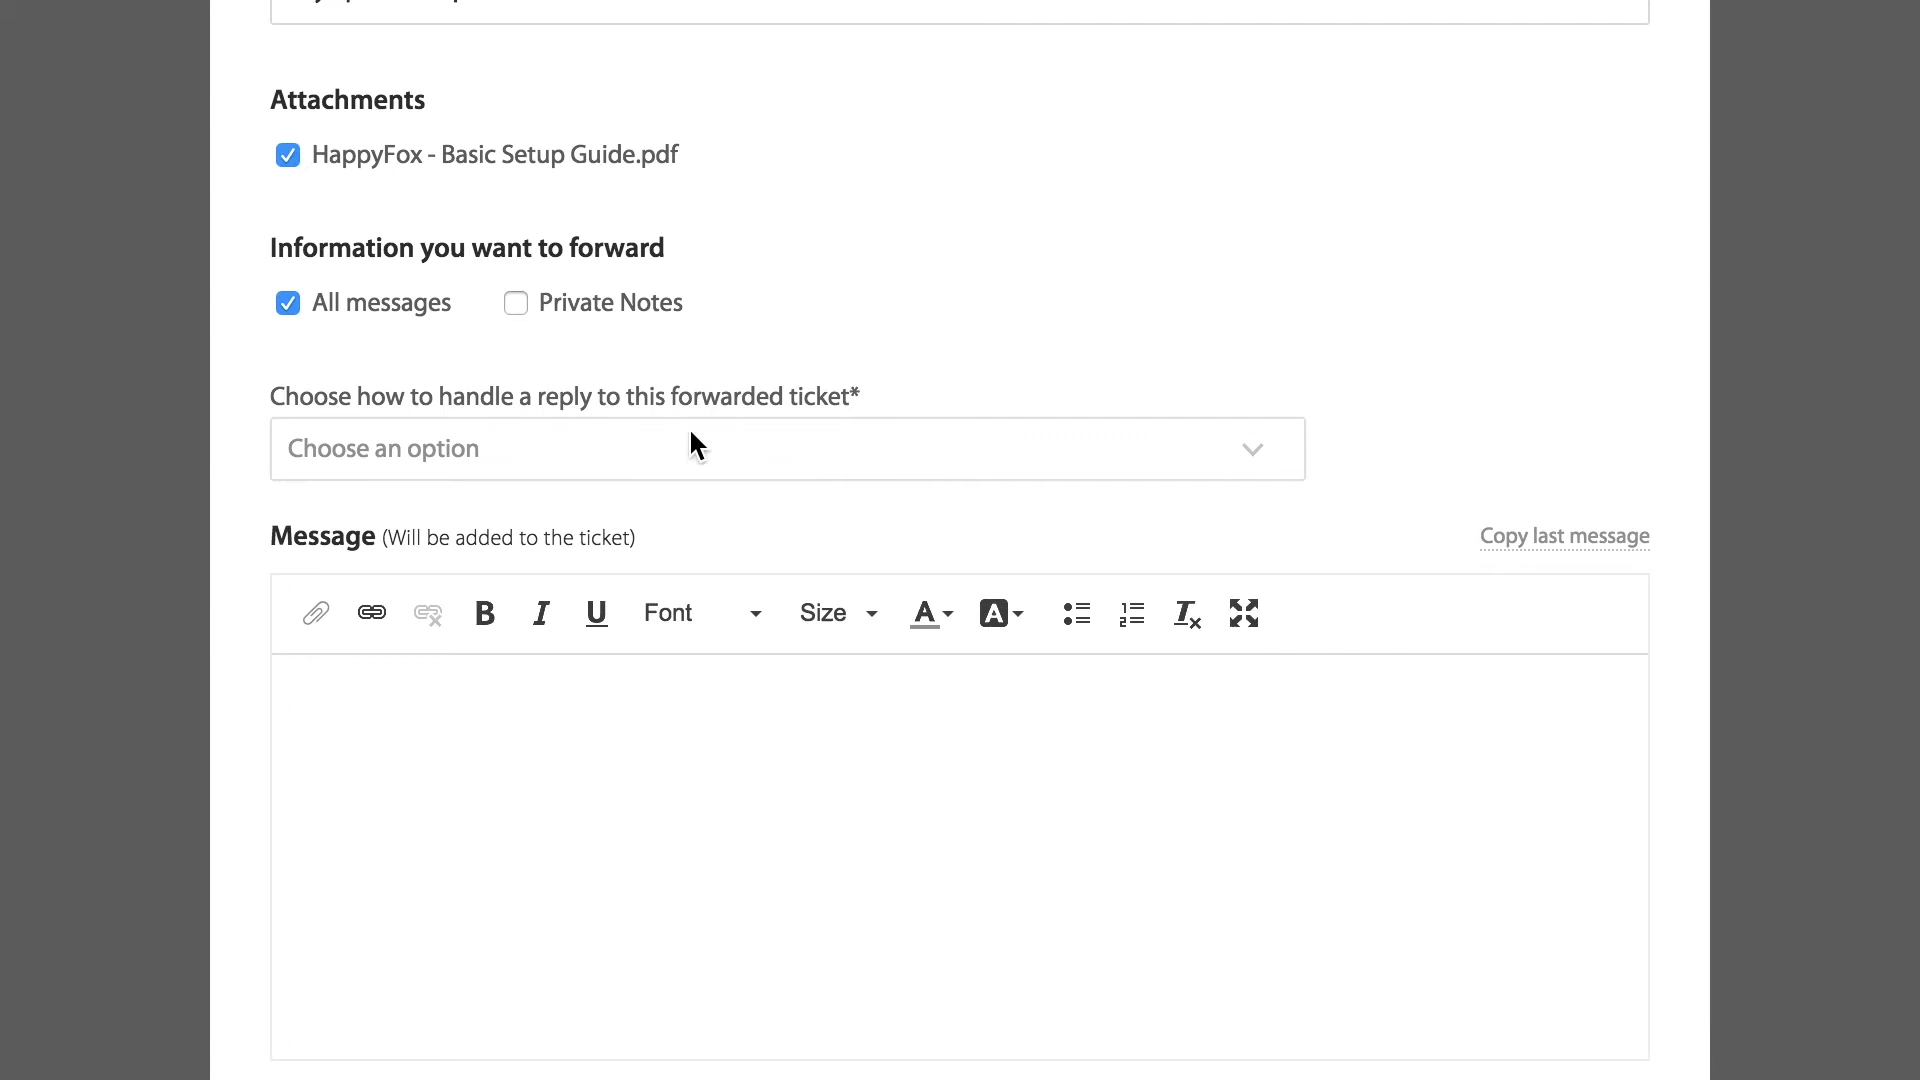 Attachments
HappyFox - Basic Setup Guide.pdf
Information you want to forward
All messages Private Notes
Choose how to handle a reply to this forwarded ticket*
Choose an option
Message (Will be added to the ticket) Copy last message
B I U Font Size A A